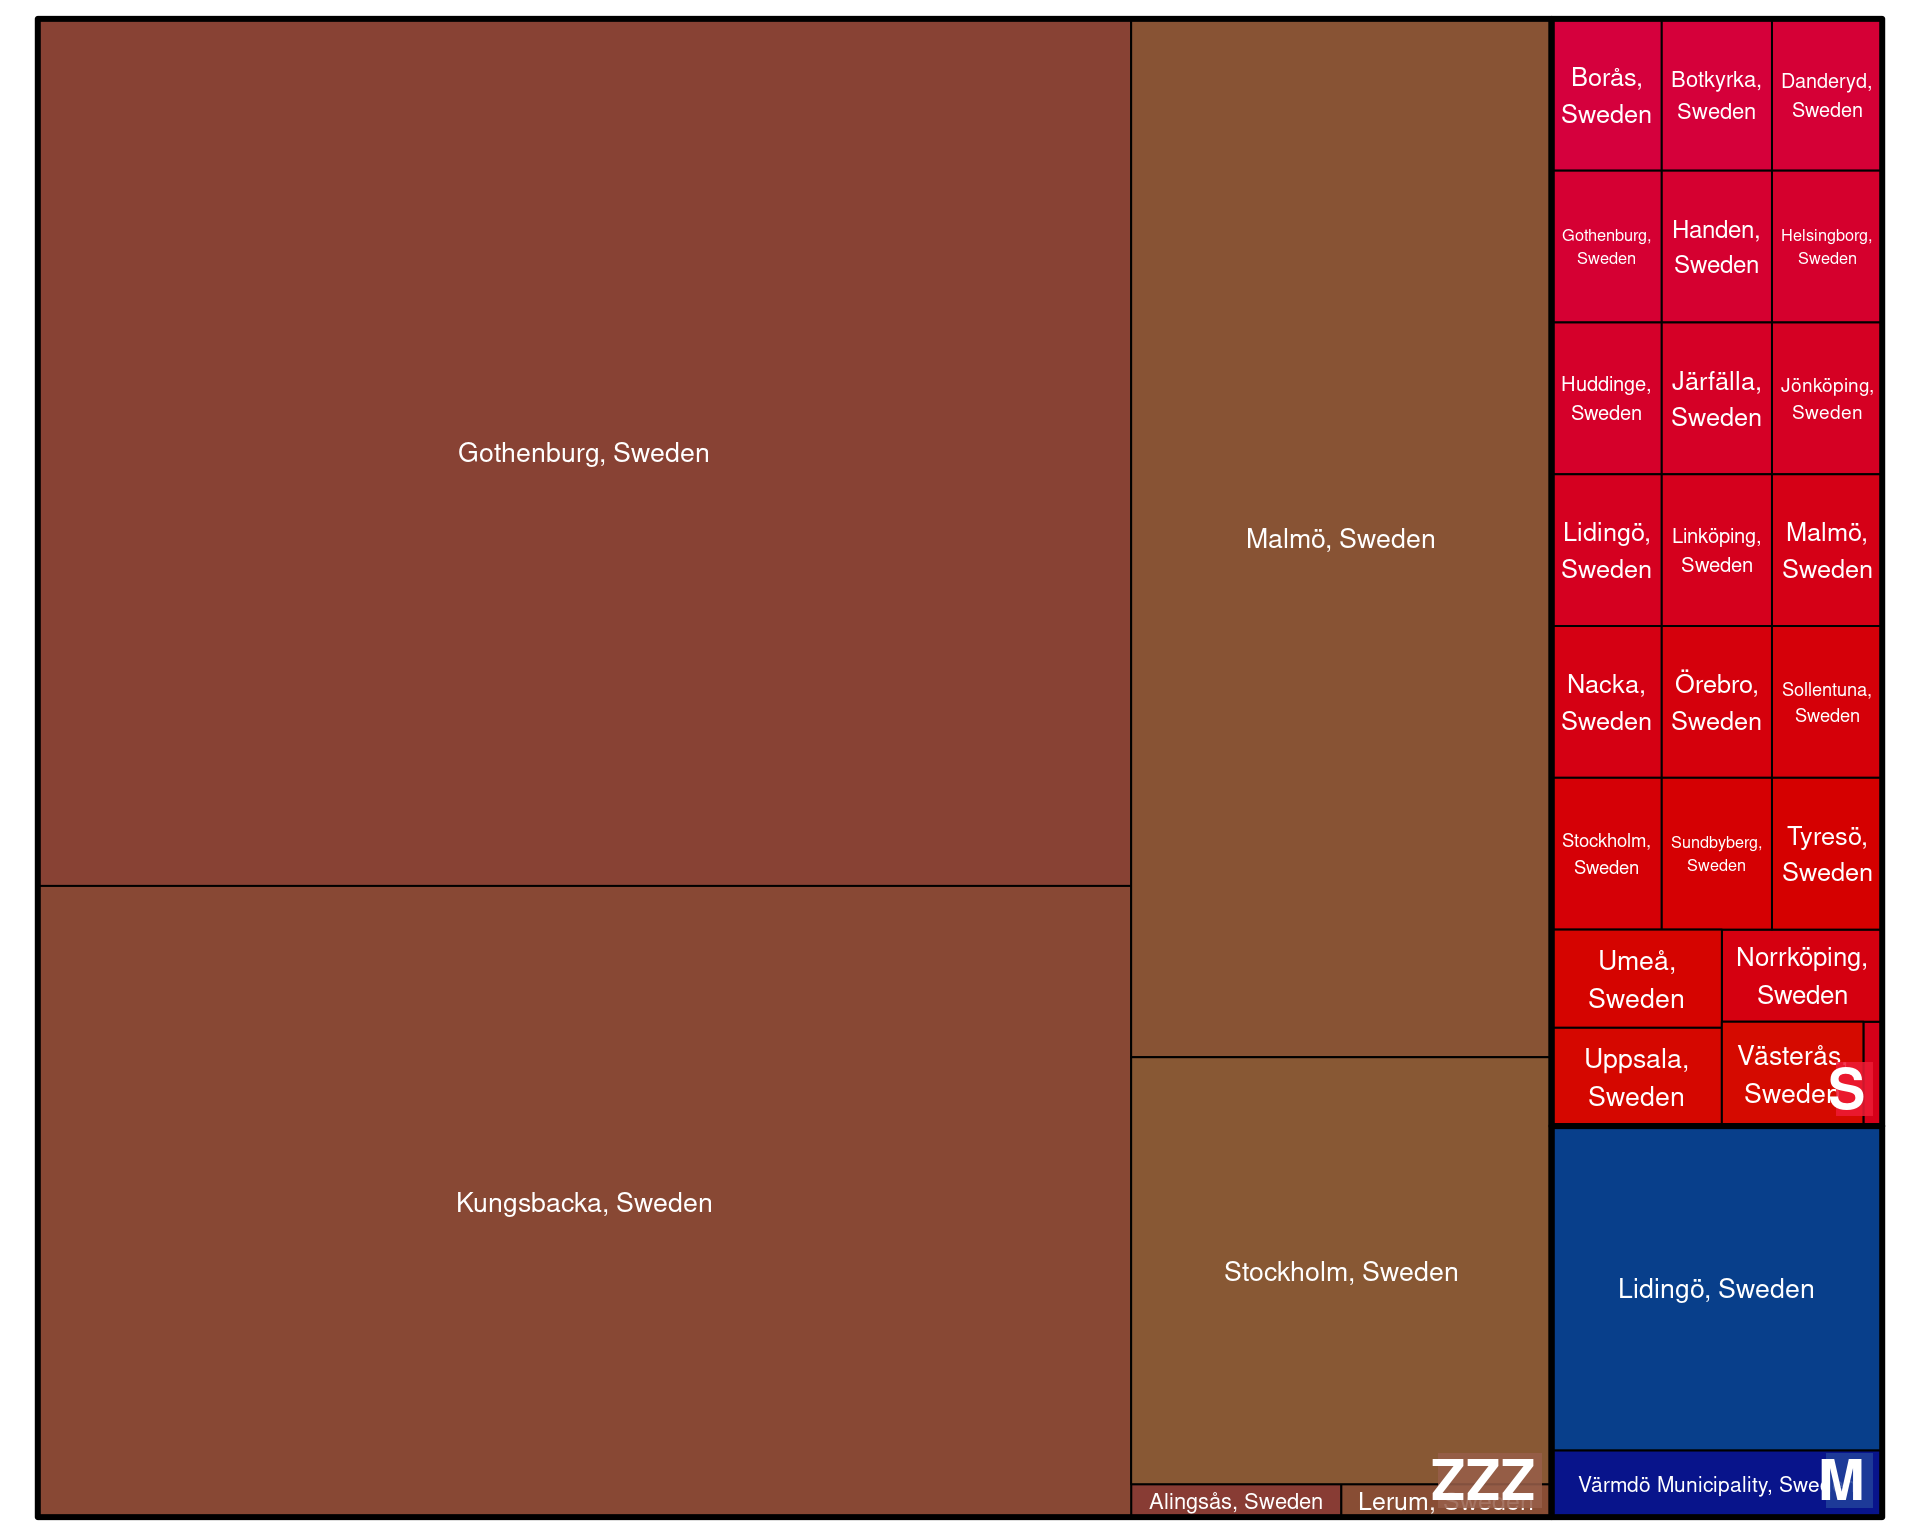 Gothenburg, Sweden
Kungsbacka, Sweden
Malmö, Sweden
Stockholm, Sweden
Alingsås, Sweden
Lerum, Sweden
ZZZ
Borås,
Sweden
Botkyrka,
Sweden
Danderyd,
Sweden
Gothenburg,
Sweden
Handen,
Sweden
Helsingborg,
Sweden
Huddinge,
Sweden
Järfälla,
Sweden
Jönköping,
Sweden
Lidingö,
Sweden
Linköping,
Sweden
Malmö,
Sweden
Nacka,
Sweden
Örebro,
Sweden
Sollentuna,
Sweden
Stockholm,
Sweden
Sundbyberg,
Sweden
Tyresö,
Sweden
Umeå,
Sweden
Norrköping,
Sweden
Uppsala,
Sweden
Västerås,
Sweden
S
Lidingö, Sweden
Värmdö Municipality, Sweden
M